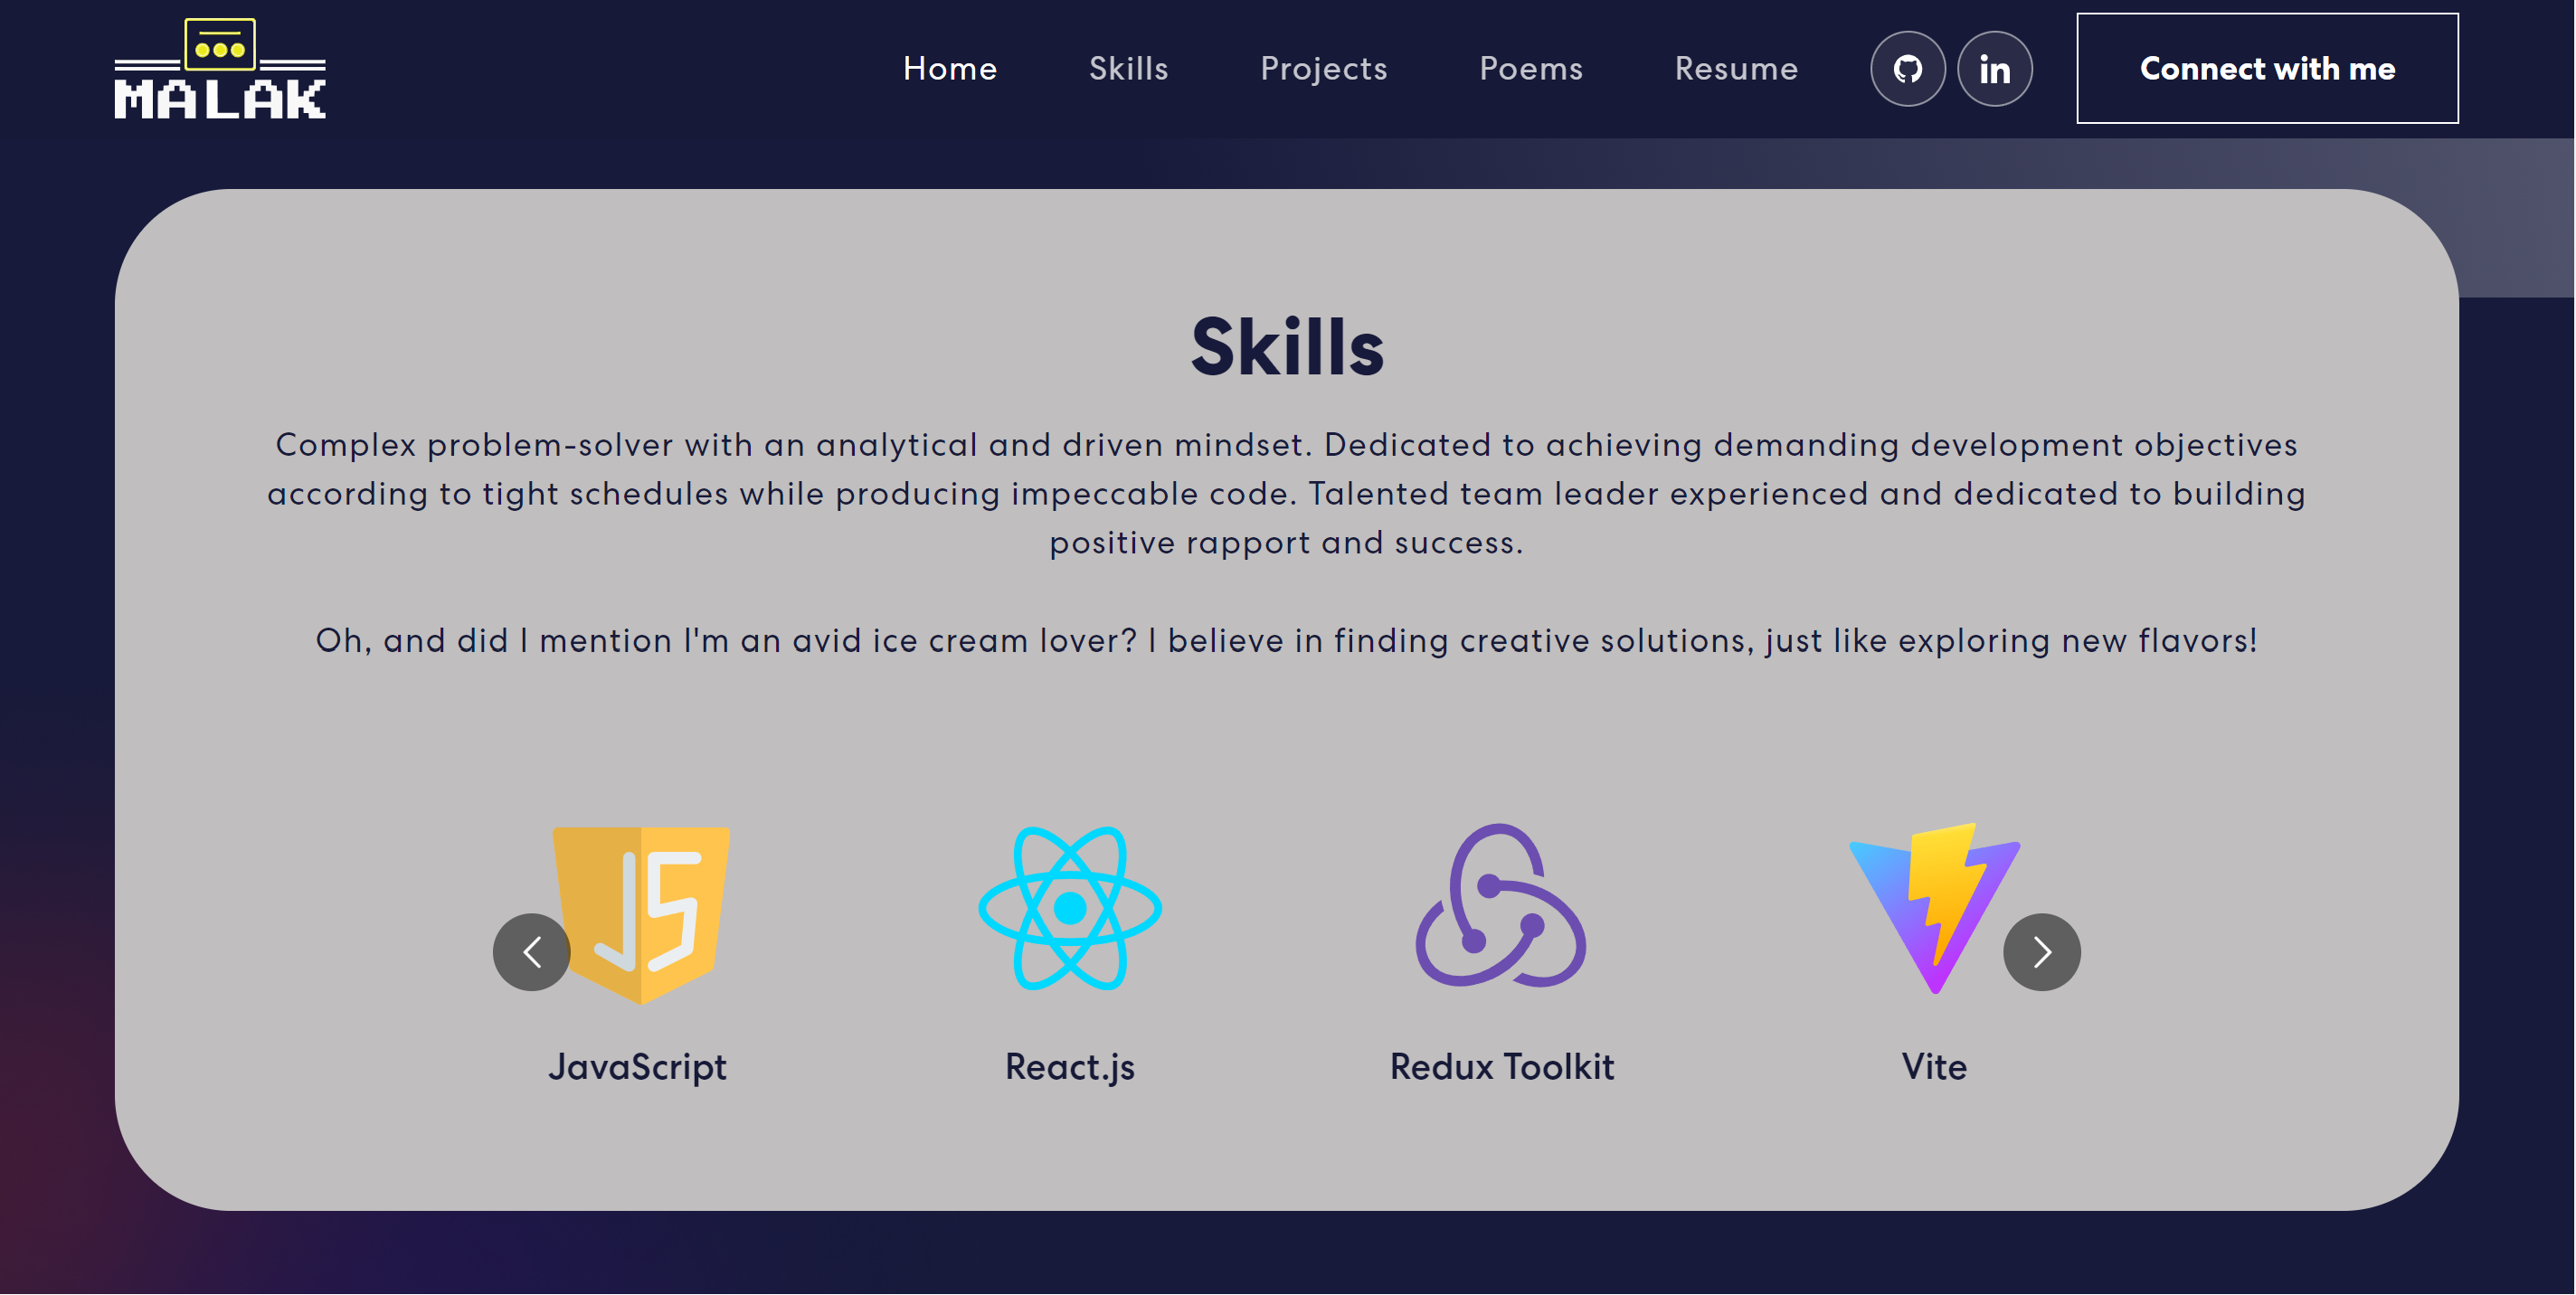 MALAK
Home Skills Projects Poems Resume in Connect with me
Skills
Complex problem-solver with an analytical and driven mindset. Dedicated to achieving demanding development objectives
according to tight schedules while producing impeccable code. Talented team leader experienced and dedicated to building
positive rapport and success.
Oh, and did I mention I'm an avid ice cream lover? I believe in finding creative solutions, just like exploring new flavors!
JS
JavaScript React.js Redux Toolkit Vite